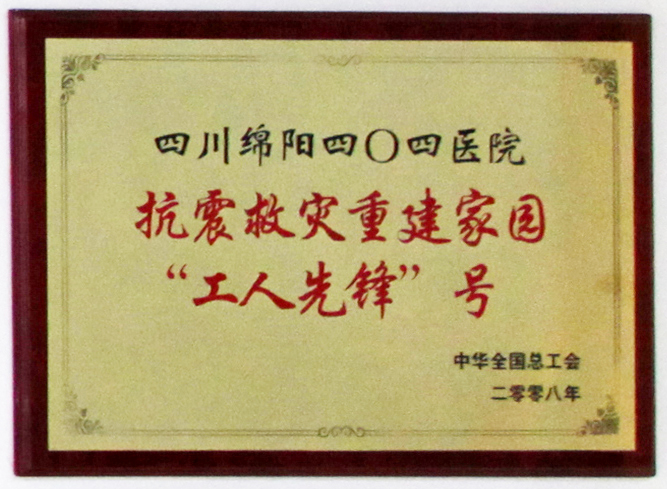 四川绵阳四〇四医院
抗震救灾重建家园
“工人先锋”号
中华全国总工会
二零零八年